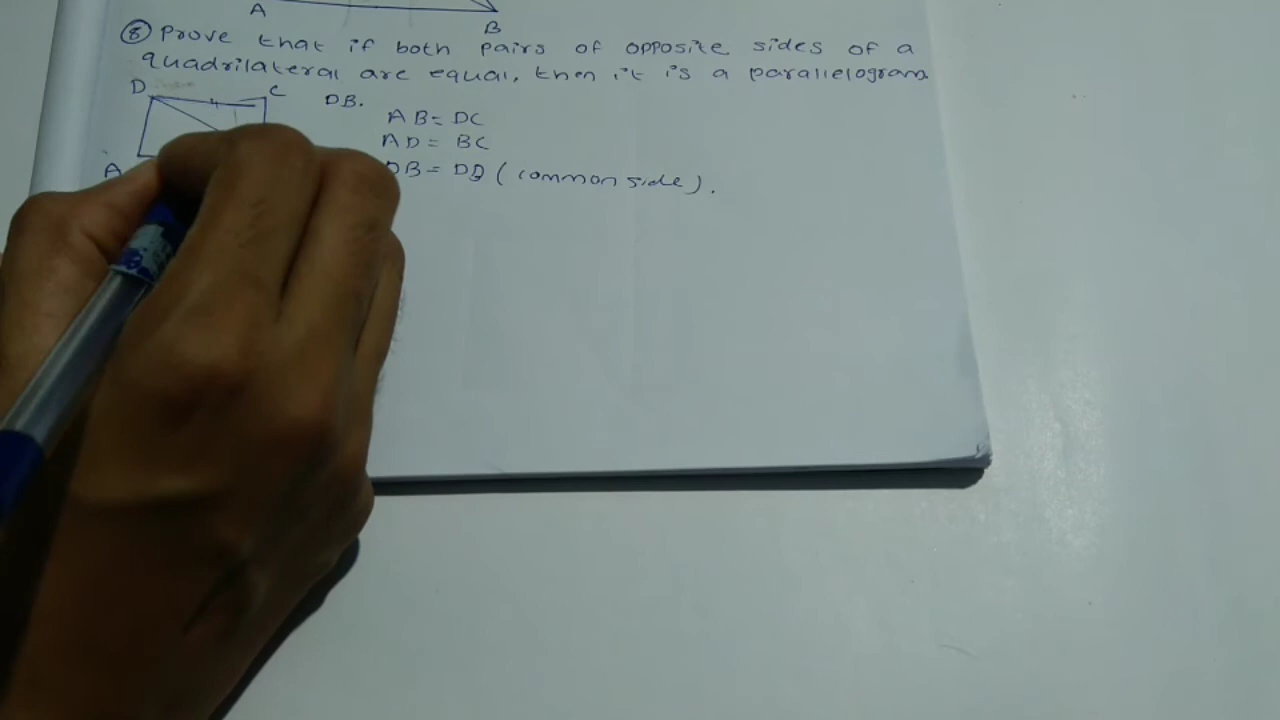 A
B
⑧ Prove that if both pairs of opposite sides of a
quadrilateral are equal, then it is a parallelogram
D C DB.
AB = DC
AD = BC
A DB = DB (common side).